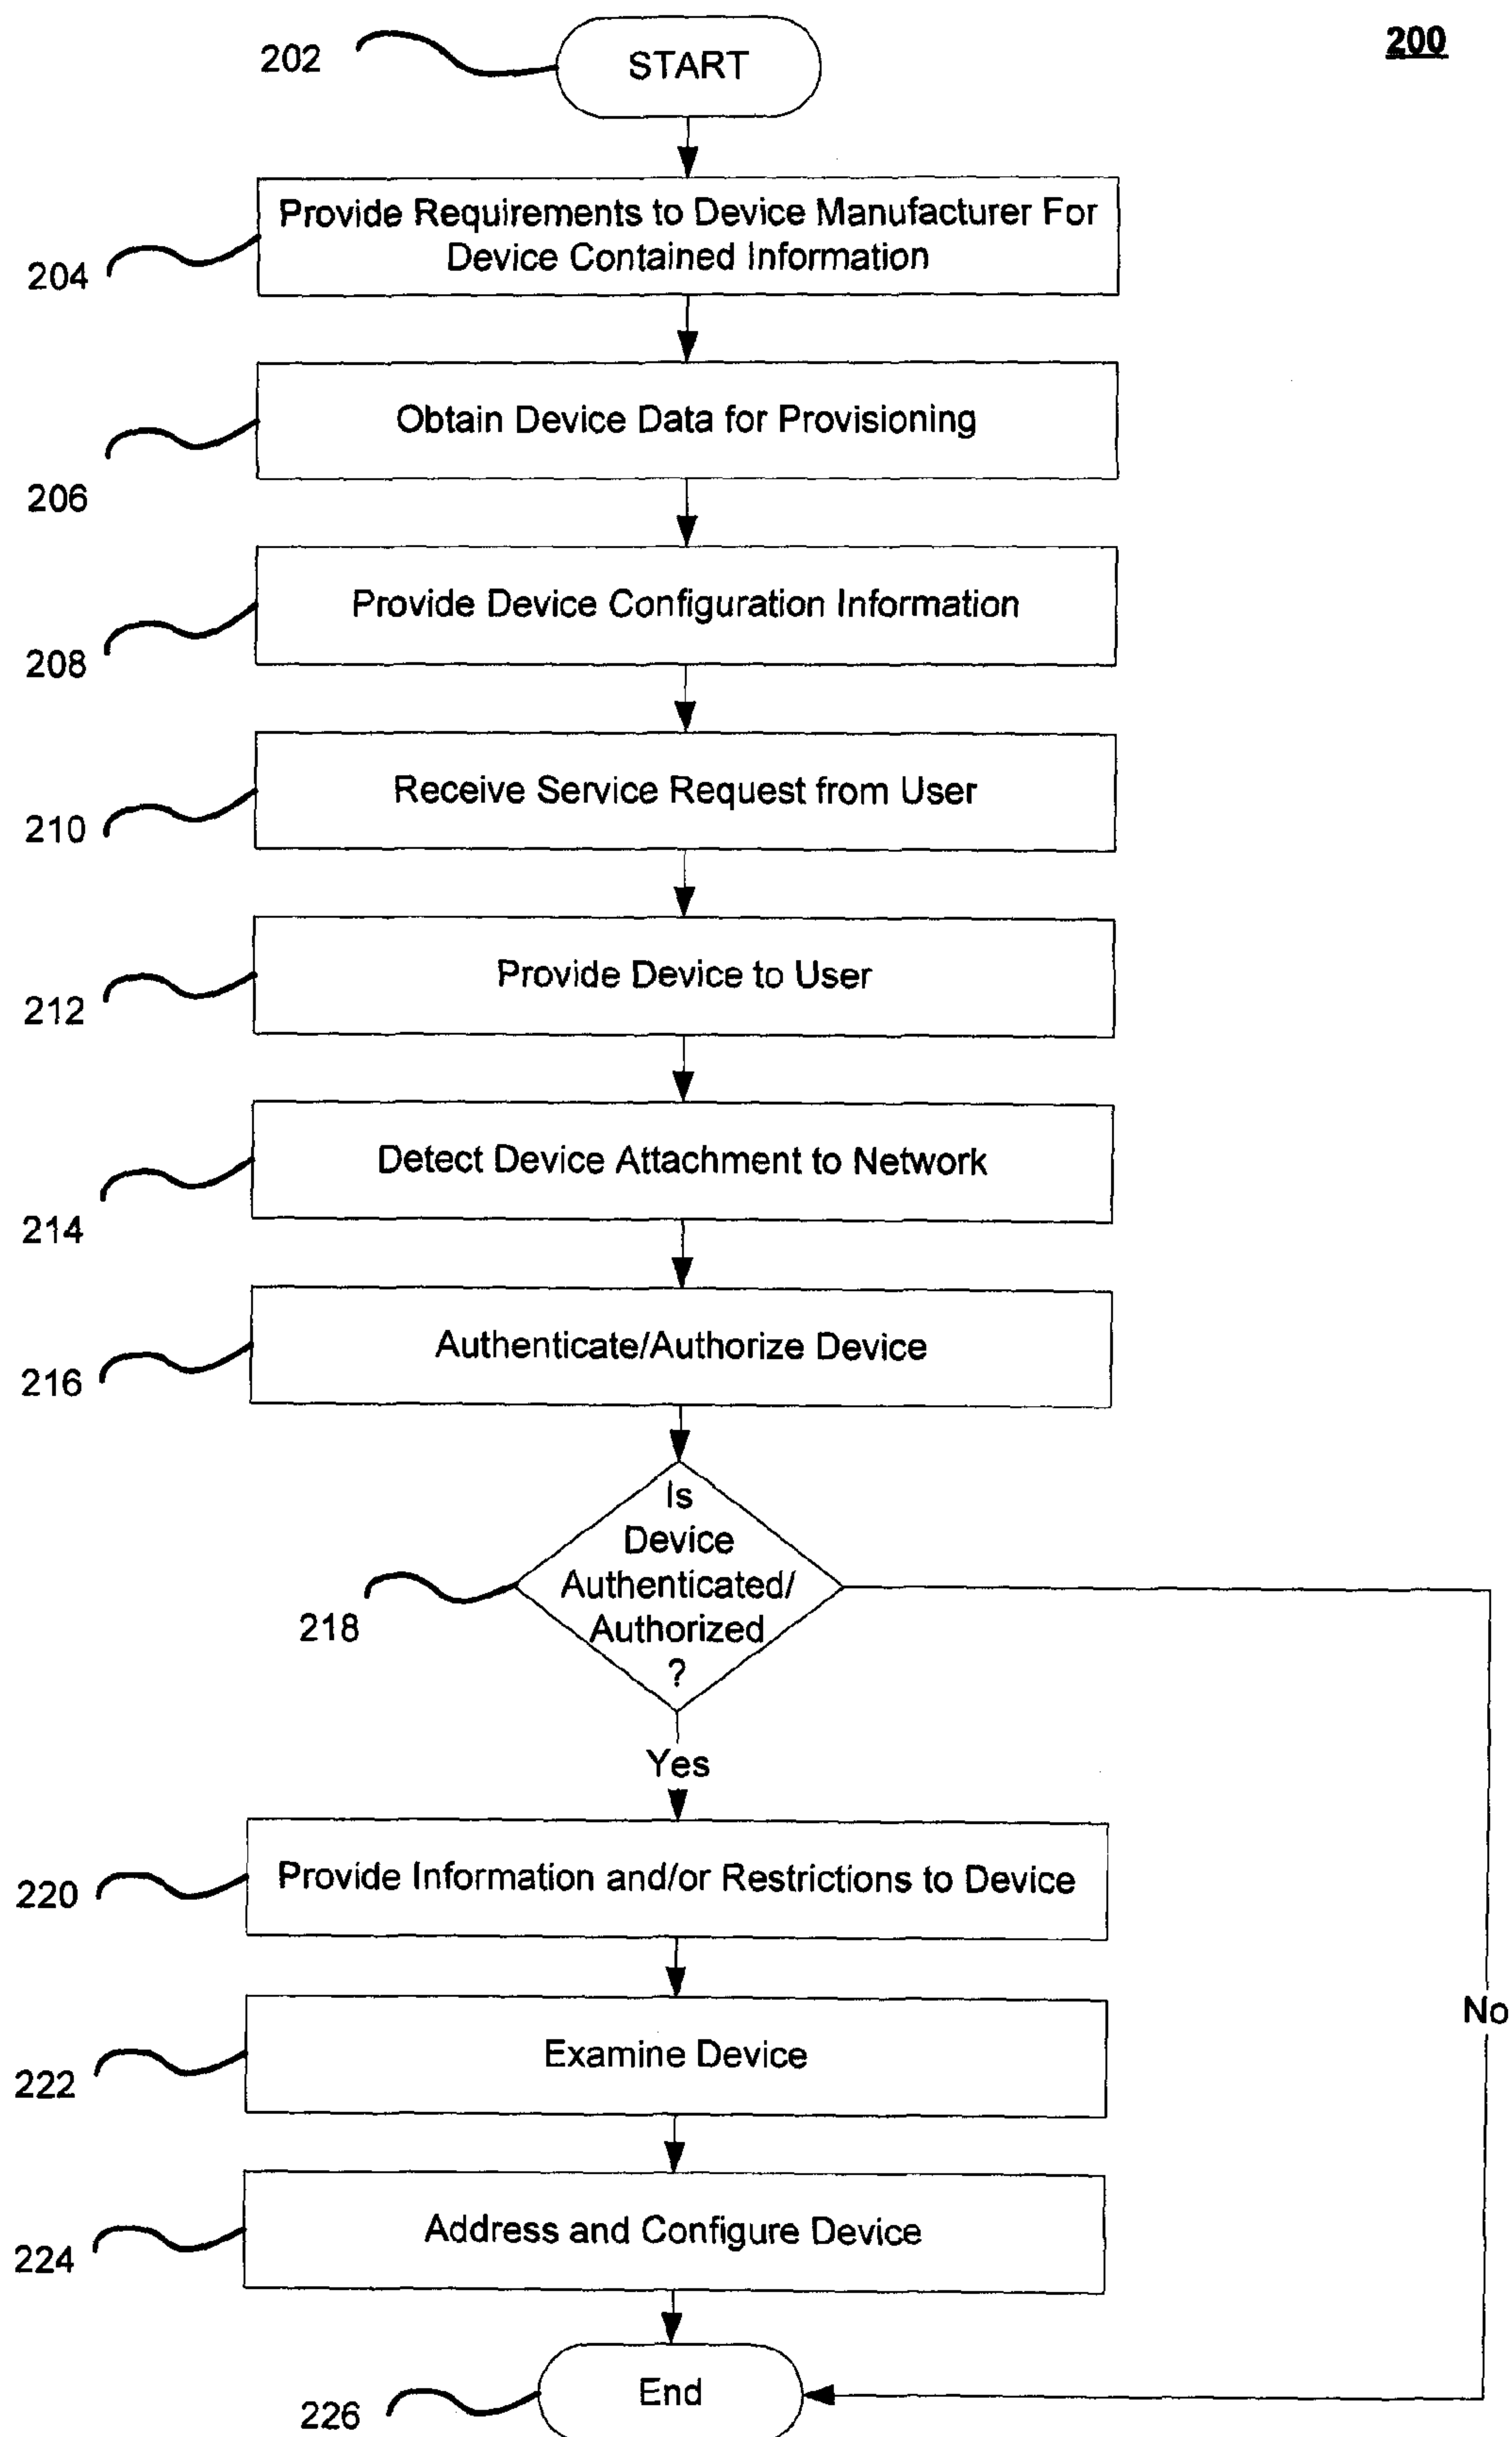 200
202
START
Provide Requirements to Device Manufacturer For
Device Contained Information
204
Obtain Device Data for Provisioning
206
Provide Device Configuration Information
208
Receive Service Request from User
210
Provide Device to User
212
Detect Device Attachment to Network
214
Authenticate/Authorize Device
216
Is
Device
Authenticated/
Authorized
?
218
Yes
Provide Information and/or Restrictions to Device
220
No
Examine Device
222
Address and Configure Device
224
End
226